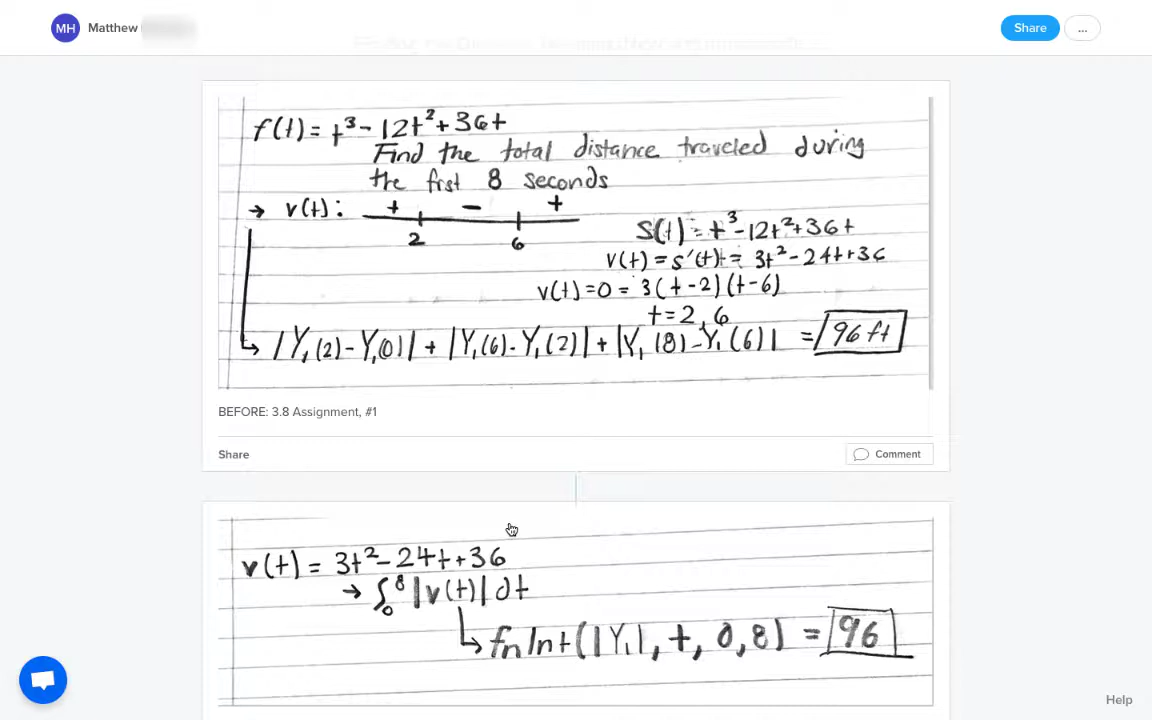 MH Matthew
Share
...
f(t) = t³ - 12t² + 36t
Find the total distance traveled during
the frst 8 seconds
→ v(t): + - +
2 6
s(t) = t³ - 12t² + 36t
v(t) = s'(t) = 3t² - 24t + 36
v(t) = 0 = 3(t-2)(t-6)
t = 2, 6
↳ |Y₁(2) - Y₁(0)| + |Y₁(6) - Y₁(2)| + |Y₁(8) - Y₁(6)| = 96 ft
BEFORE: 3.8 Assignment, #1
Share
Comment
v(t) = 3t² - 24t + 36
→ ∫₀⁸ |v(t)| dt
↳ fnInt(|Y₁|, t, 0, 8) = 96
Help